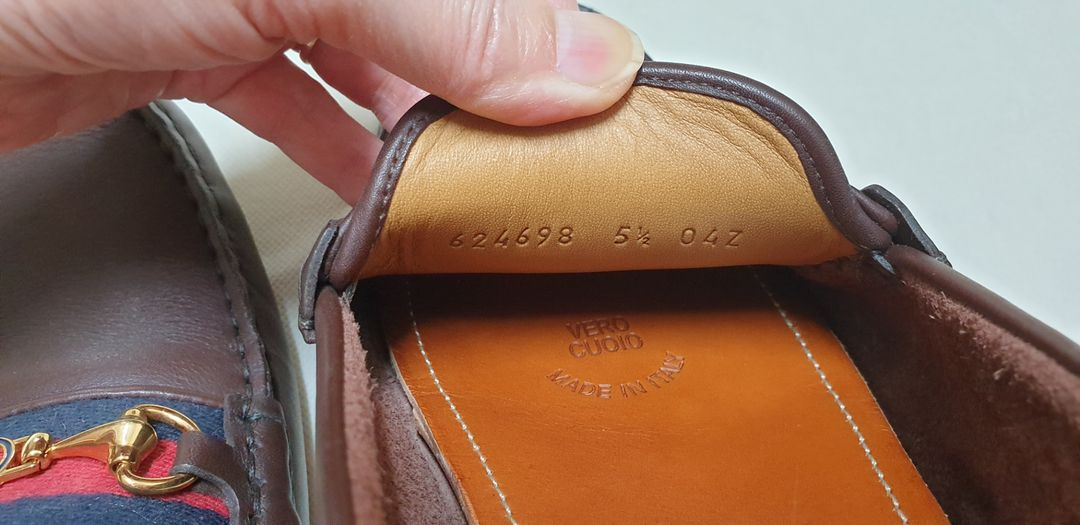 624698 5½ 04Z
VERO
CUOIO
MADE IN ITALY